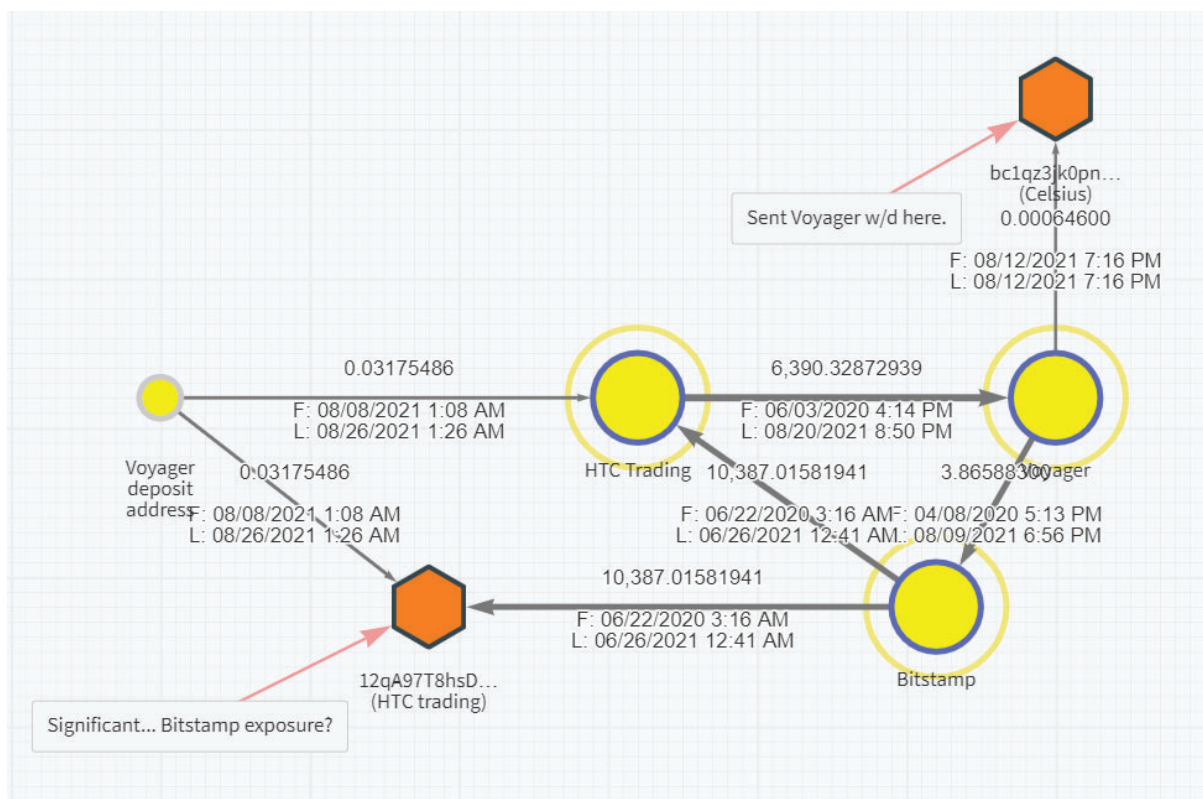 bc1qz3jk0pn...
(Celsius)
0.00064600
Sent Voyager w/d here.
F: 08/12/2021 7:16 PM
L: 08/12/2021 7:16 PM
0.03175486
F: 08/08/2021 1:08 AM
L: 08/26/2021 1:26 AM
6,390.32872939
F: 06/03/2020 4:14 PM
L: 08/20/2021 8:50 PM
Voyager
deposit
address
0.03175486
F: 08/08/2021 1:08 AM
L: 08/26/2021 1:26 AM
HTC Trading
10,387.01581941
F: 06/22/2020 3:16 AM
L: 06/26/2021 12:41 AM
3.86588300
Voyager
F: 04/08/2020 5:13 PM
L: 08/09/2021 6:56 PM
10,387.01581941
F: 06/22/2020 3:16 AM
L: 06/26/2021 12:41 AM
Bitstamp
12qA97T8hsD...
(HTC trading)
Significant... Bitstamp exposure?